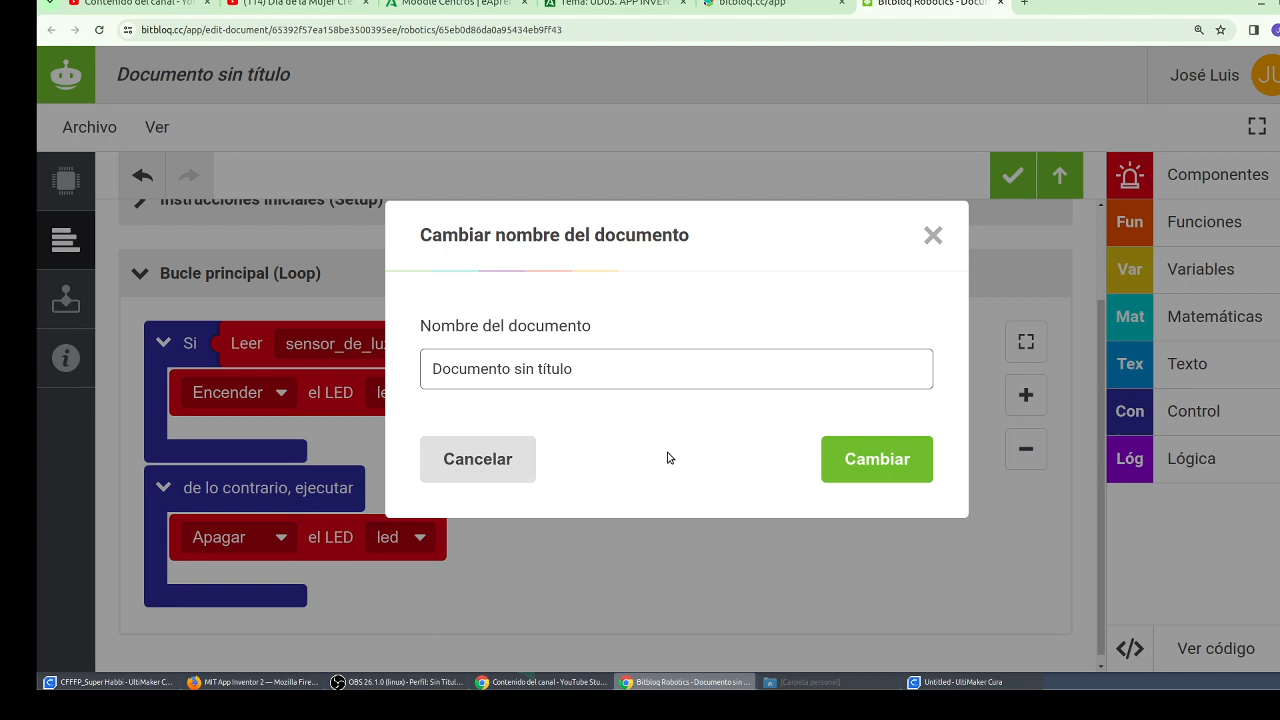 Contenido del canal - Yo
(114) Día de la Mujer Cre
Moodle Centros | eApre
Tema: UD05. APP INVEN
bitbloq.cc/app
Bitbloq Robotics - Docu
bitbloq.cc/app/edit-document/65392f57ea158be3500395ee/robotics/65eb0d86da0a95434eb9ff43
Documento sin título
José Luis
JU
Archivo
Ver
Instrucciones iniciales (Setup)
Componentes
Fun
Funciones
Cambiar nombre del documento
Bucle principal (Loop)
Var
Variables
Nombre del documento
Mat
Matemáticas
Si
Leer
sensor_de_lu
Documento sin título
Tex
Texto
Encender
el LED
Con
Control
Cancelar
Cambiar
Lóg
Lógica
de lo contrario, ejecutar
Apagar
el LED
led
Ver código
CFFFP_Super Habbi - UltiMaker C...
MIT App Inventor 2 — Mozilla Fire...
OBS 26.1.0 (linux) - Perfil: Sin Títul...
Contenido del canal - YouTube Stu...
Bitbloq Robotics - Documento sin ...
[Carpeta personal]
Untitled - UltiMaker Cura